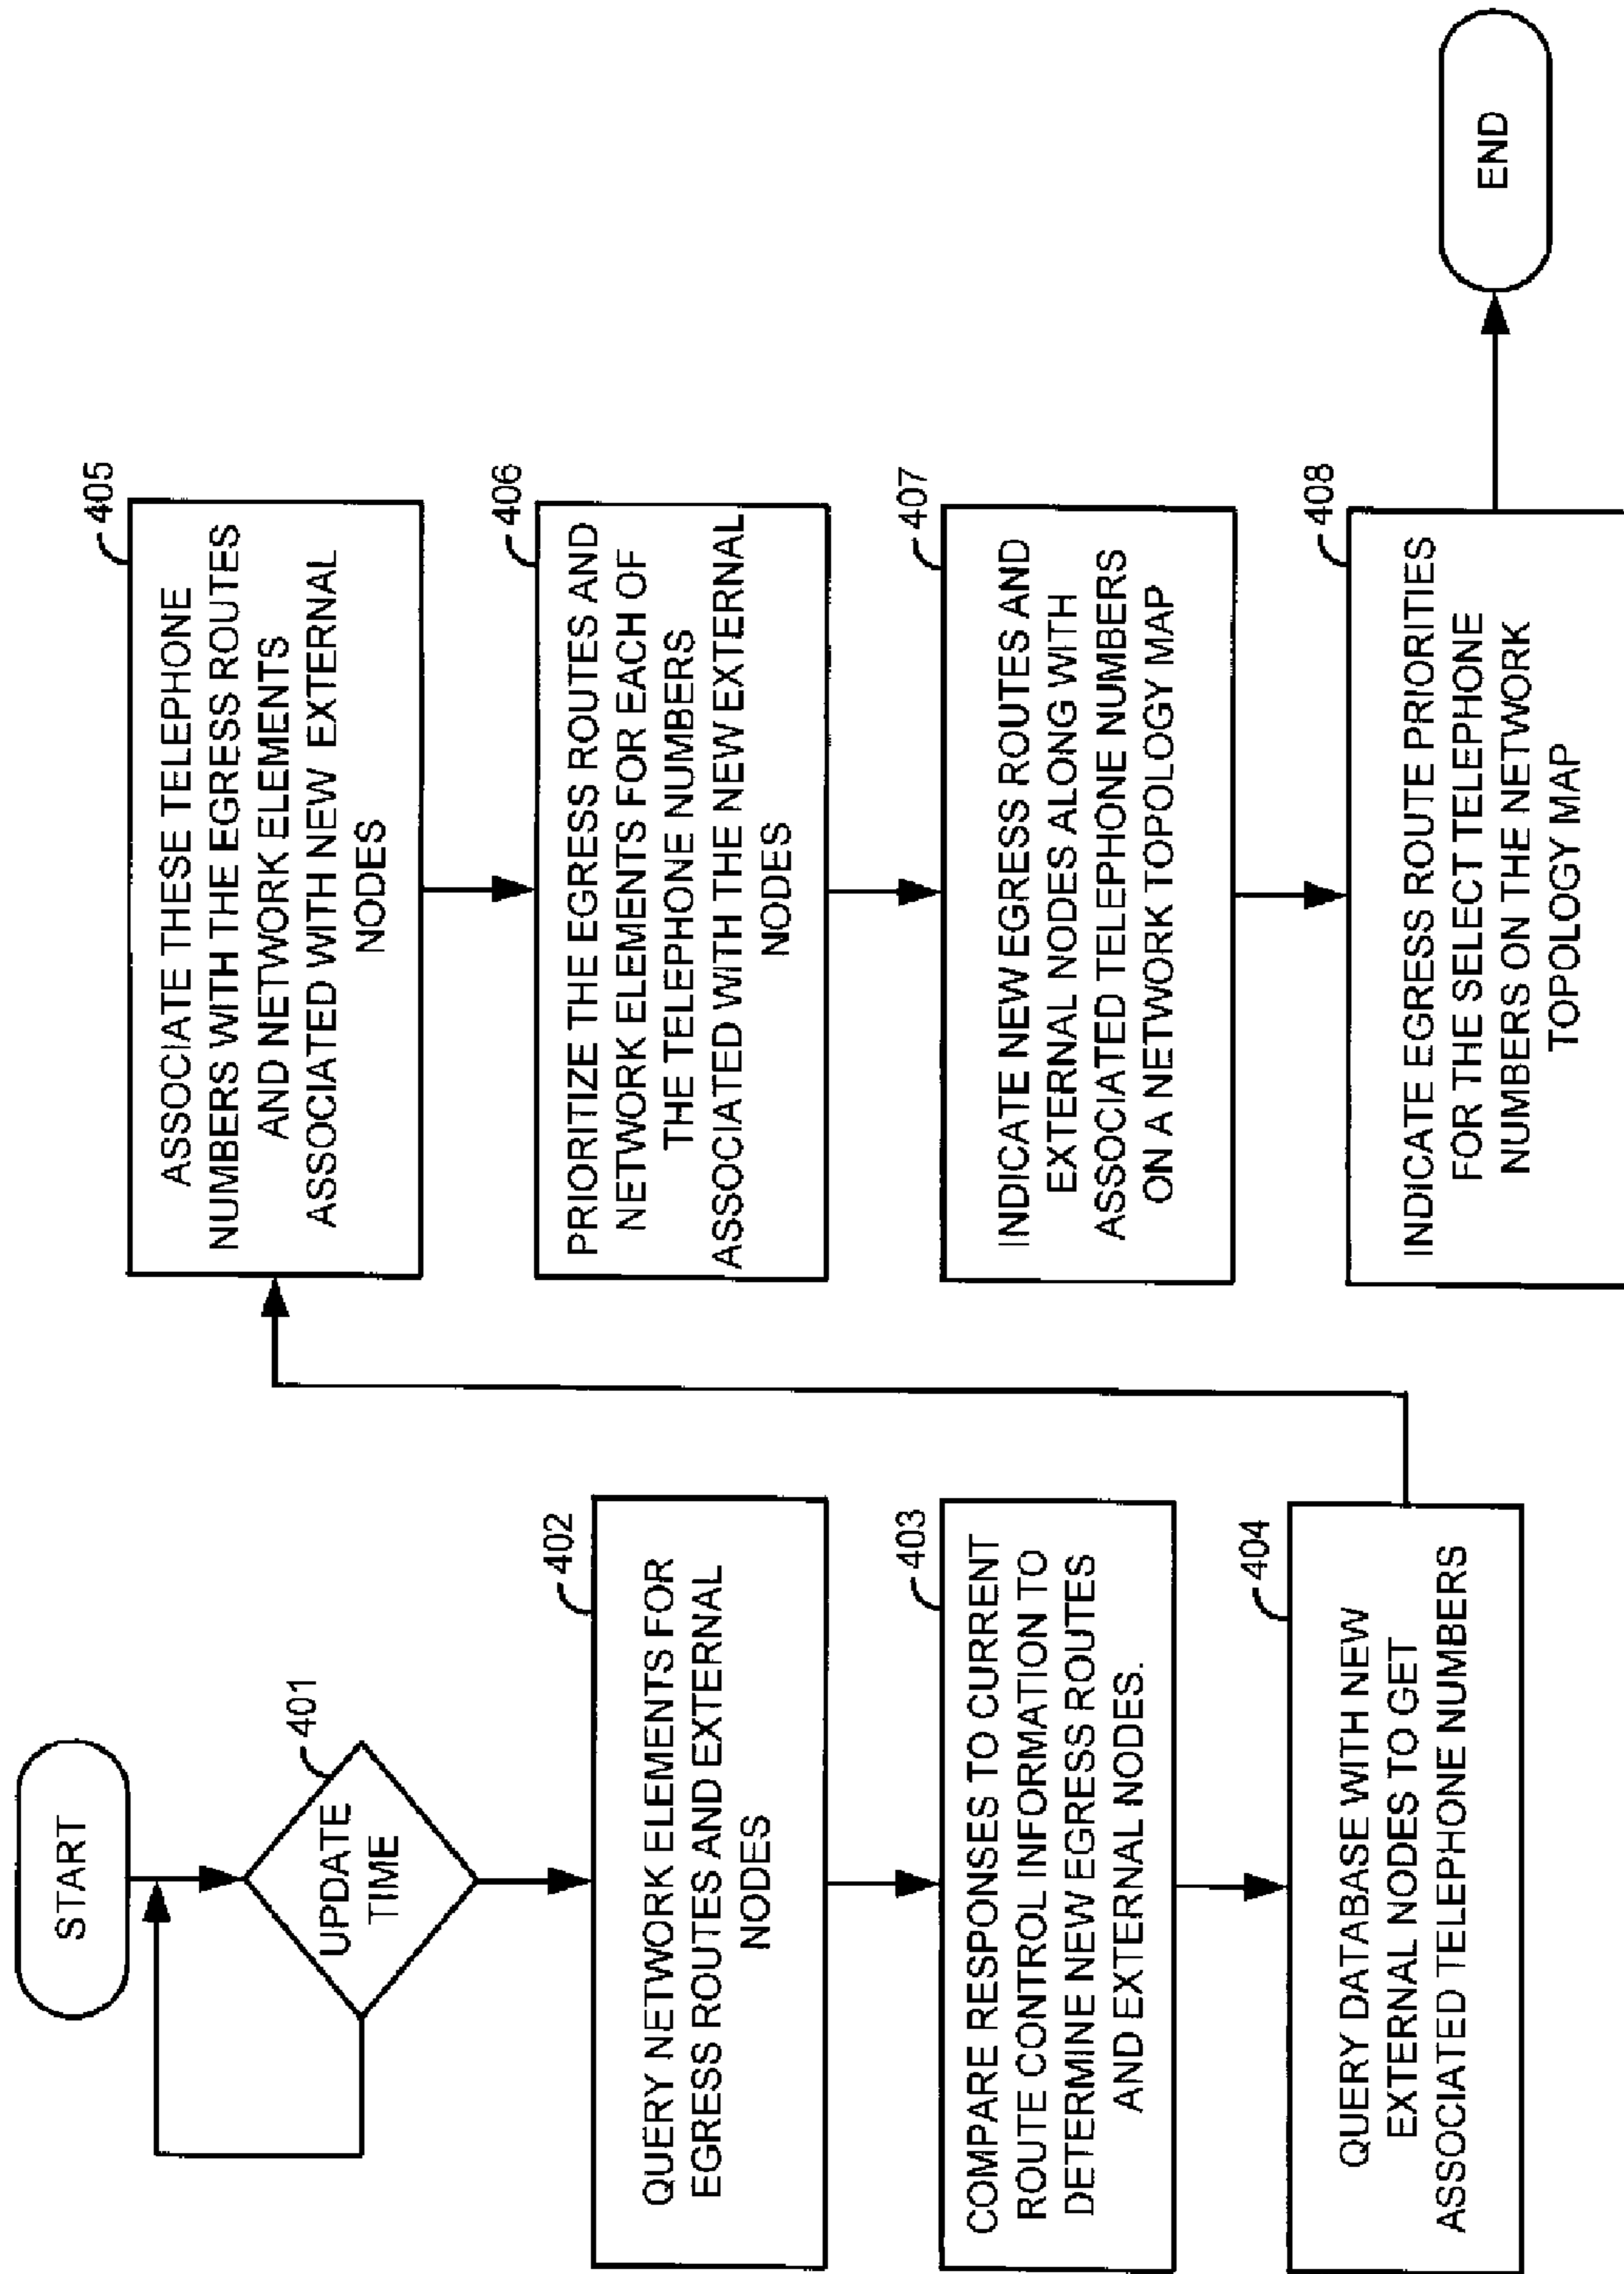 START
401
UPDATE
TIME
402
QUERY NETWORK ELEMENTS FOR
EGRESS ROUTES AND EXTERNAL
NODES
403
COMPARE RESPONSES TO CURRENT
ROUTE CONTROL INFORMATION TO
DETERMINE NEW EGRESS ROUTES
AND EXTERNAL NODES.
404
QUERY DATABASE WITH NEW
EXTERNAL NODES TO GET
ASSOCIATED TELEPHONE NUMBERS
405
ASSOCIATE THESE TELEPHONE
NUMBERS WITH THE EGRESS ROUTES
AND NETWORK ELEMENTS
ASSOCIATED WITH NEW EXTERNAL
NODES
406
PRIORITIZE THE EGRESS ROUTES AND
NETWORK ELEMENTS FOR EACH OF
THE TELEPHONE NUMBERS
ASSOCIATED WITH THE NEW EXTERNAL
NODES
407
INDICATE NEW EGRESS ROUTES AND
EXTERNAL NODES ALONG WITH
ASSOCIATED TELEPHONE NUMBERS
ON A NETWORK TOPOLOGY MAP
408
INDICATE EGRESS ROUTE PRIORITIES
FOR THE SELECT TELEPHONE
NUMBERS ON THE NETWORK
TOPOLOGY MAP
END